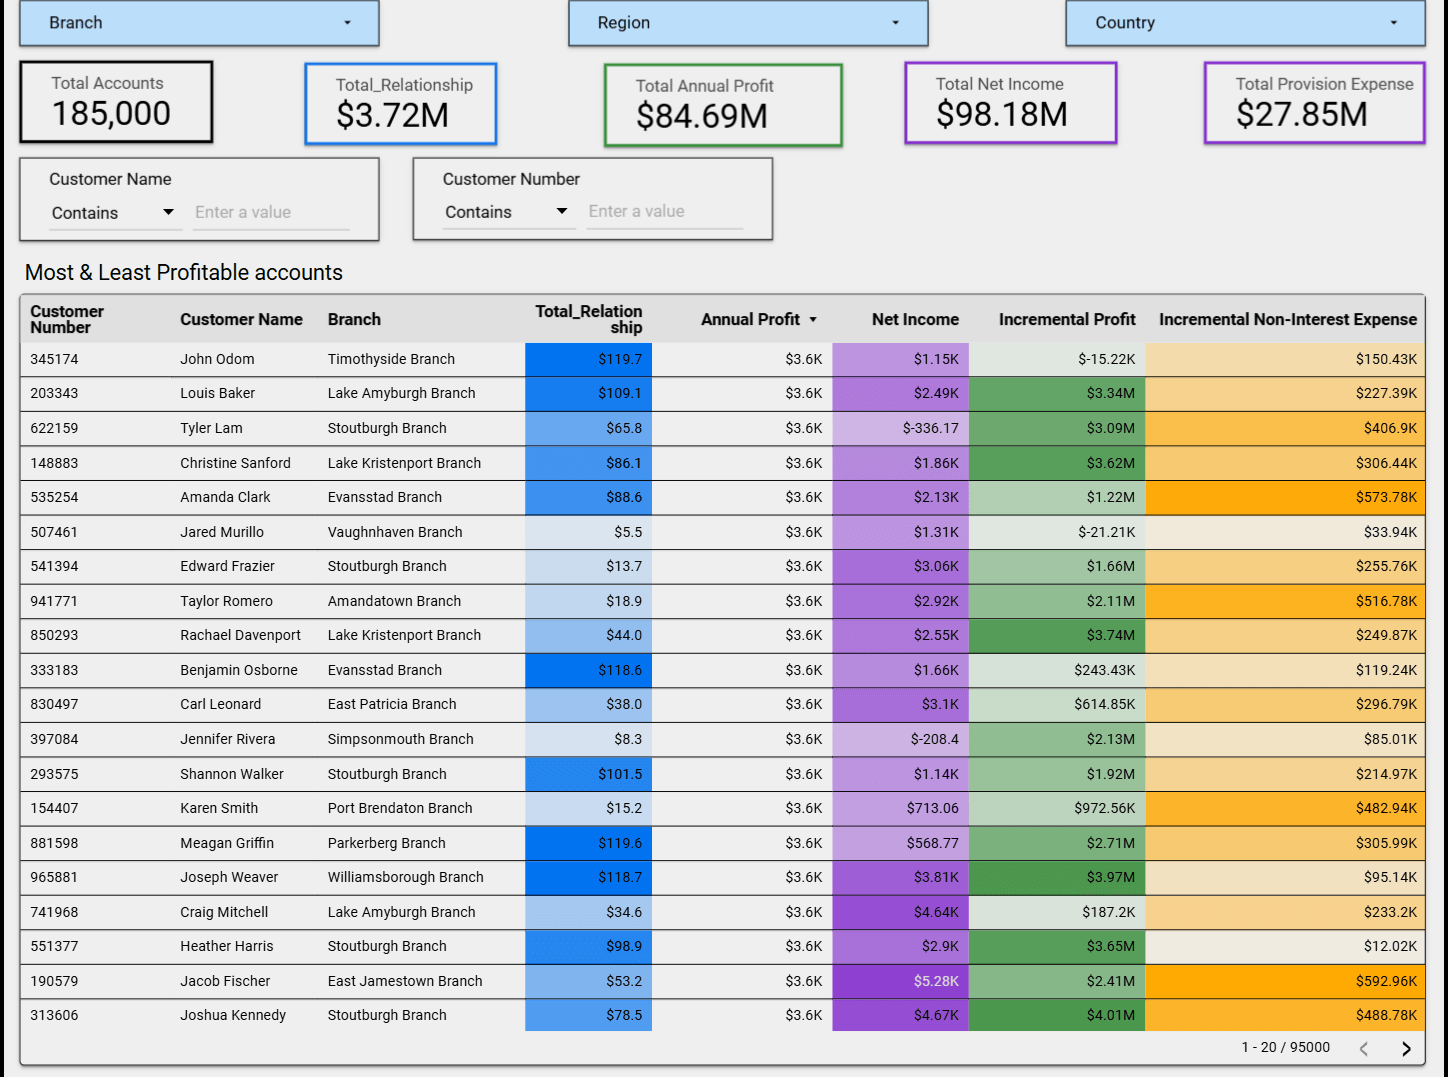 Branch
Region
Country
Total Accounts
185,000
Total_Relationship
$3.72M
Total Annual Profit
$84.69M
Total Net Income
$98.18M
Total Provision Expense
$27.85M
Customer Name
Contains Enter a value
Customer Number
Contains Enter a value
Most & Least Profitable accounts
Customer Number Customer Name Branch Total_Relationship Annual Profit Net Income Incremental Profit Incremental Non-Interest Expense
345174 John Odom Timothyside Branch $119.7 $3.6K $1.15K $-15.22K $150.43K
203343 Louis Baker Lake Amyburgh Branch $109.1 $3.6K $2.49K $3.34M $227.39K
622159 Tyler Lam Stoutburgh Branch $65.8 $3.6K $-336.17 $3.09M $406.9K
148883 Christine Sanford Lake Kristenport Branch $86.1 $3.6K $1.86K $3.62M $306.44K
535254 Amanda Clark Evansstad Branch $88.6 $3.6K $2.13K $1.22M $573.78K
507461 Jared Murillo Vaughnhaven Branch $5.5 $3.6K $1.31K $-21.21K $33.94K
541394 Edward Frazier Stoutburgh Branch $13.7 $3.6K $3.06K $1.66M $255.76K
941771 Taylor Romero Amandatown Branch $18.9 $3.6K $2.92K $2.11M $516.78K
850293 Rachael Davenport Lake Kristenport Branch $44.0 $3.6K $2.55K $3.74M $249.87K
333183 Benjamin Osborne Evansstad Branch $118.6 $3.6K $1.66K $243.43K $119.24K
830497 Carl Leonard East Patricia Branch $38.0 $3.6K $3.1K $614.85K $296.79K
397084 Jennifer Rivera Simpsonmouth Branch $8.3 $3.6K $-208.4 $2.13M $85.01K
293575 Shannon Walker Stoutburgh Branch $101.5 $3.6K $1.14K $1.92M $214.97K
154407 Karen Smith Port Brendaton Branch $15.2 $3.6K $713.06 $972.56K $482.94K
881598 Meagan Griffin Parkerberg Branch $119.6 $3.6K $568.77 $2.71M $305.99K
965881 Joseph Weaver Williamsborough Branch $118.7 $3.6K $3.81K $3.97M $95.14K
741968 Craig Mitchell Lake Amyburgh Branch $34.6 $3.6K $4.64K $187.2K $233.2K
551377 Heather Harris Stoutburgh Branch $98.9 $3.6K $2.9K $3.65M $12.02K
190579 Jacob Fischer East Jamestown Branch $53.2 $3.6K $5.28K $2.41M $592.96K
313606 Joshua Kennedy Stoutburgh Branch $78.5 $3.6K $4.67K $4.01M $488.78K
1 - 20 / 95000